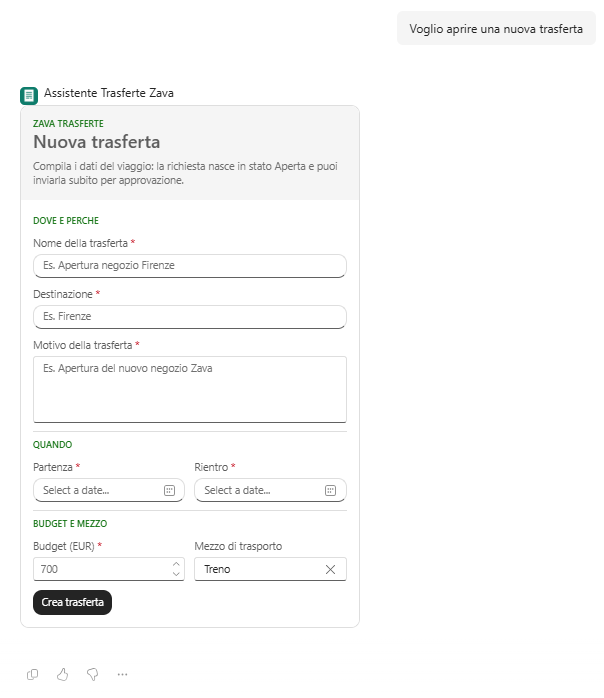 Voglio aprire una nuova trasferta
Assistente Trasferte Zava
ZAVA TRASFERTE
Nuova trasferta
Compila i dati del viaggio: la richiesta nasce in stato Aperta e puoi
inviarla subito per approvazione.
DOVE E PERCHE
Nome della trasferta *
Es. Apertura negozio Firenze
Destinazione *
Es. Firenze
Motivo della trasferta *
Es. Apertura del nuovo negozio Zava
QUANDO
Partenza * Rientro *
Select a date... Select a date...
BUDGET E MEZZO
Budget (EUR) * Mezzo di trasporto
700 Treno
Crea trasferta